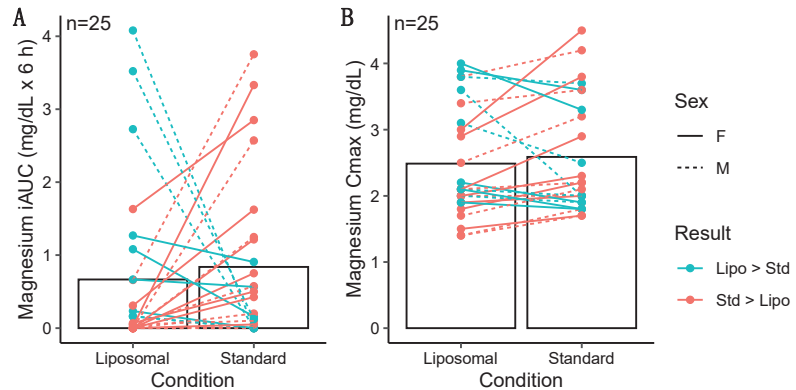 A
n=25
Magnesium iAUC (mg/dL x 6 h)
4
3
2
1
0
Liposomal
Standard
Condition
B
n=25
Magnesium Cmax (mg/dL)
4
3
2
1
0
Liposomal
Standard
Condition
Sex
F
M
Result
Lipo > Std
Std > Lipo